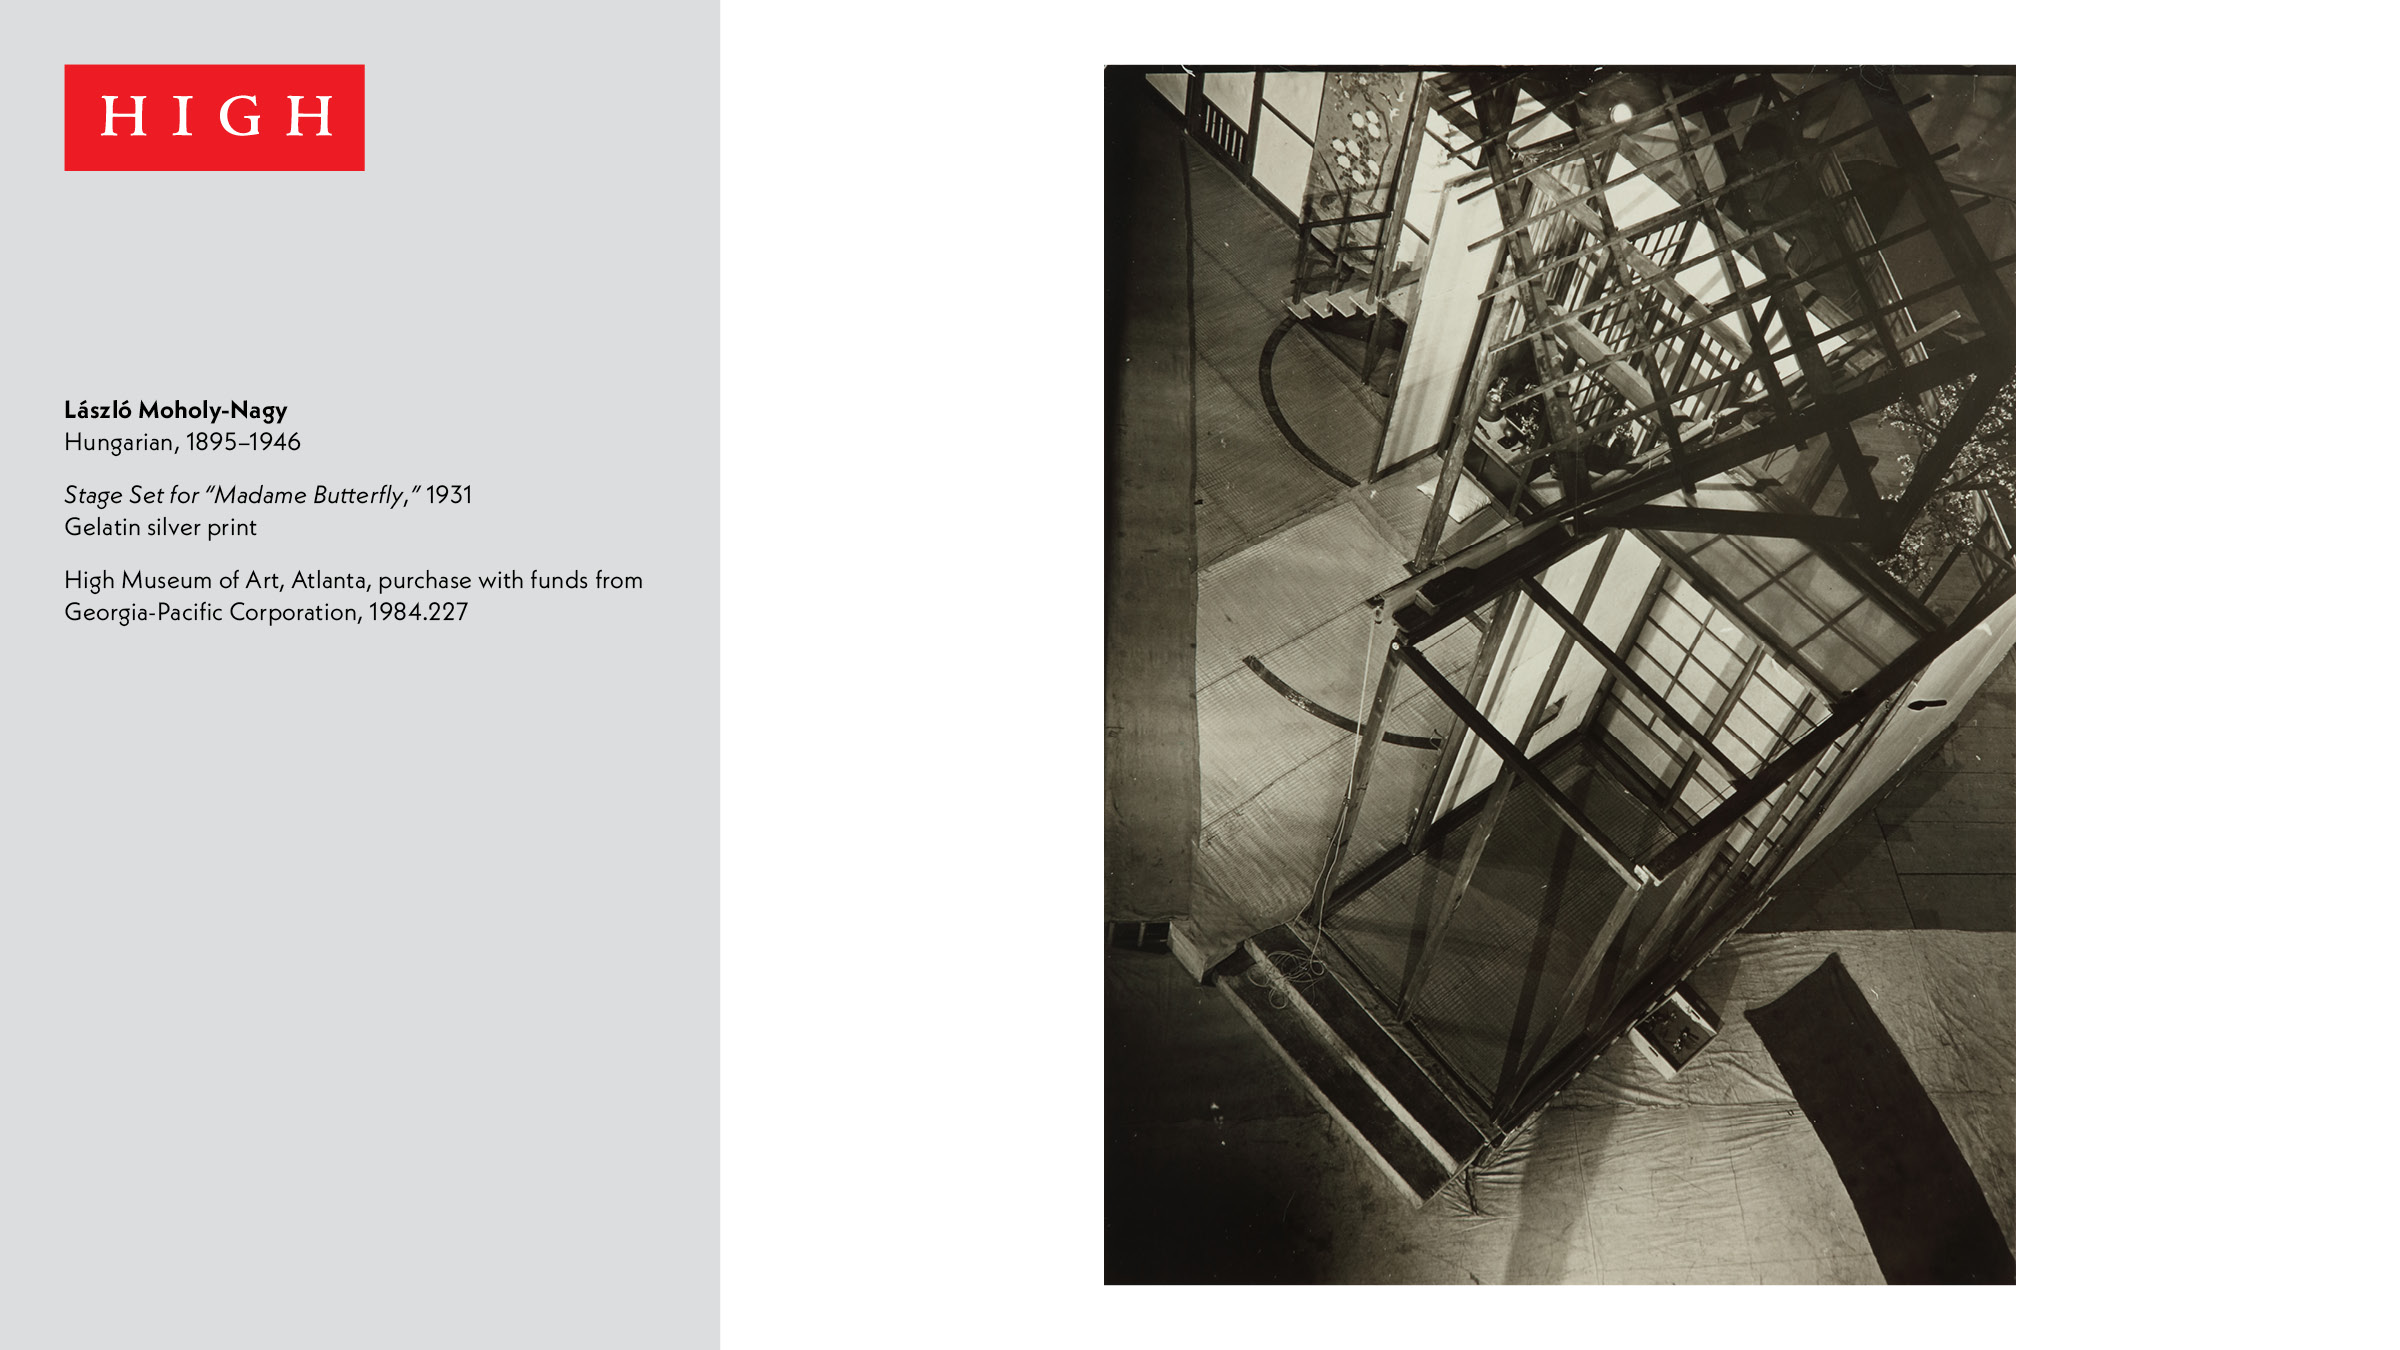 HIGH
László Moholy-Nagy
Hungarian, 1895–1946
Stage Set for “Madame Butterfly,” 1931
Gelatin silver print
High Museum of Art, Atlanta, purchase with funds from
Georgia-Pacific Corporation, 1984.227